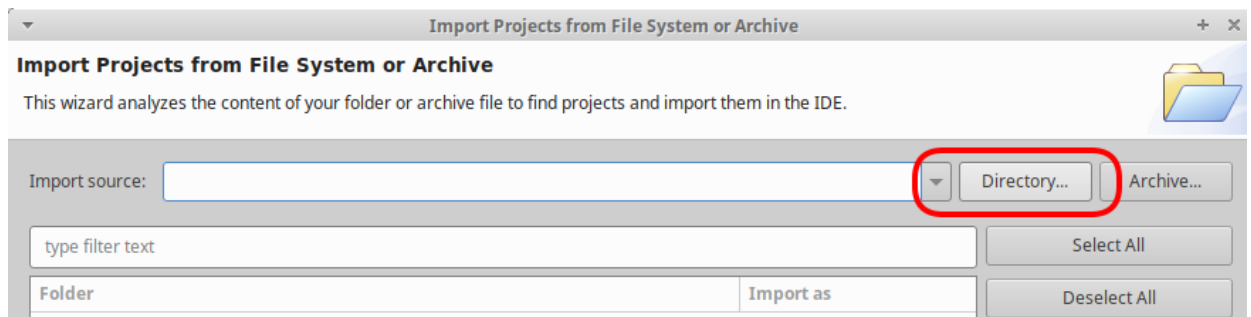 Import Projects from File System or Archive
Import Projects from File System or Archive
This wizard analyzes the content of your folder or archive file to find projects and import them in the IDE.
Import source: Directory... Archive...
type filter text Select All
Folder Import as Deselect All